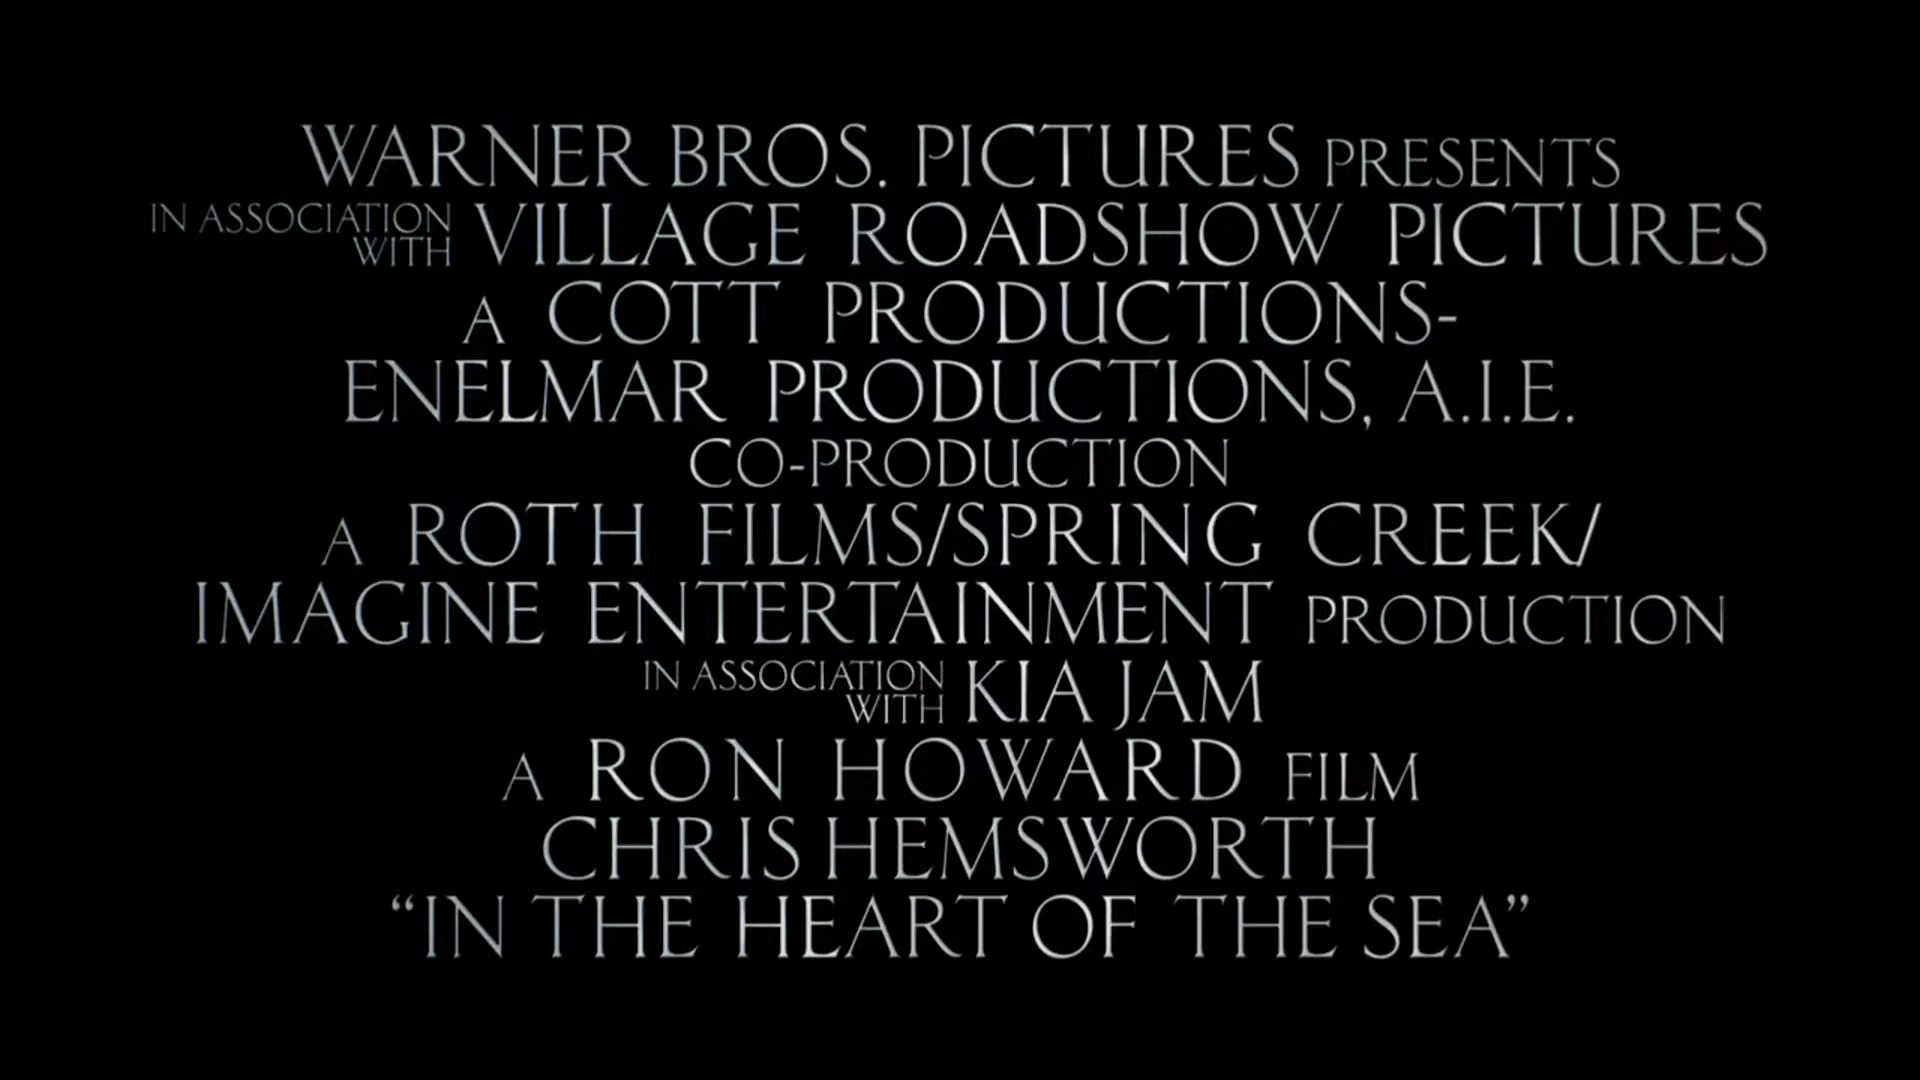 WARNER BROS. PICTURES PRESENTS
IN ASSOCIATION WITH VILLAGE ROADSHOW PICTURES
A COTT PRODUCTIONS-
ENELMAR PRODUCTIONS, A.I.E.
CO-PRODUCTION
A ROTH FILMS/SPRING CREEK/
IMAGINE ENTERTAINMENT PRODUCTION
IN ASSOCIATION WITH KIA JAM
A RON HOWARD FILM
CHRIS HEMSWORTH
“IN THE HEART OF THE SEA”